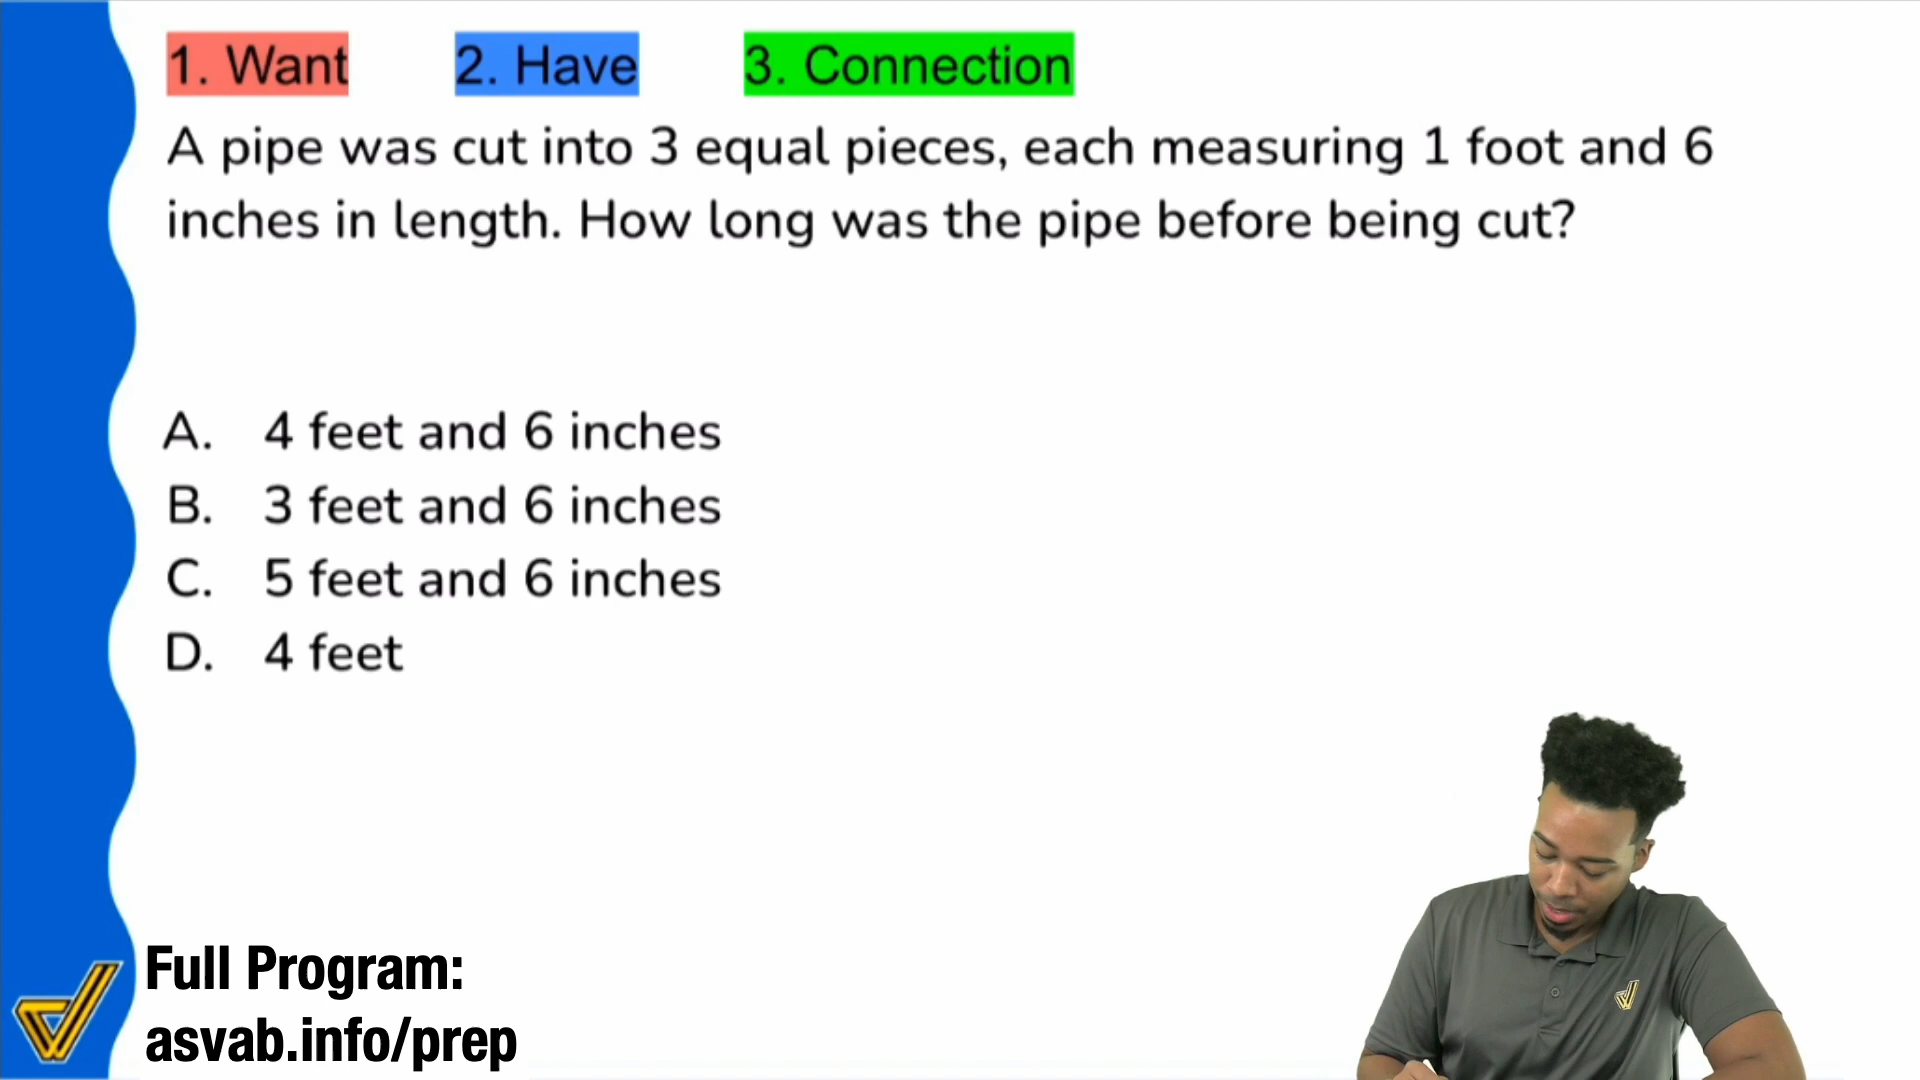 1. Want 2. Have 3. Connection
A pipe was cut into 3 equal pieces, each measuring 1 foot and 6
inches in length. How long was the pipe before being cut?
A. 4 feet and 6 inches
B. 3 feet and 6 inches
C. 5 feet and 6 inches
D. 4 feet
Full Program:
asvab.info/prep